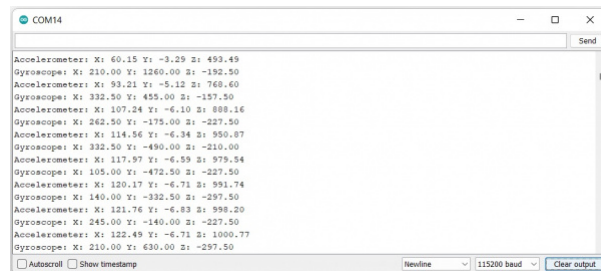 COM14
Send
Accelerometer: X: 60.15 Y: -3.29 Z: 493.49
Gyroscope: X: 210.00 Y: 1260.00 Z: -192.50
Accelerometer: X: 93.21 Y: -5.12 Z: 768.60
Gyroscope: X: 332.50 Y: 455.00 Z: -157.50
Accelerometer: X: 107.24 Y: -6.10 Z: 888.16
Gyroscope: X: 262.50 Y: -175.00 Z: -227.50
Accelerometer: X: 114.56 Y: -6.34 Z: 950.87
Gyroscope: X: 332.50 Y: -490.00 Z: -210.00
Accelerometer: X: 117.97 Y: -6.59 Z: 979.54
Gyroscope: X: 105.00 Y: -472.50 Z: -227.50
Accelerometer: X: 120.17 Y: -6.71 Z: 991.74
Gyroscope: X: 140.00 Y: -332.50 Z: -297.50
Accelerometer: X: 121.76 Y: -6.83 Z: 998.20
Gyroscope: X: 245.00 Y: -140.00 Z: -227.50
Accelerometer: X: 122.49 Y: -6.71 Z: 1000.77
Gyroscope: X: 210.00 Y: 630.00 Z: -297.50
Autoscroll Show timestamp Newline 115200 baud Clear output